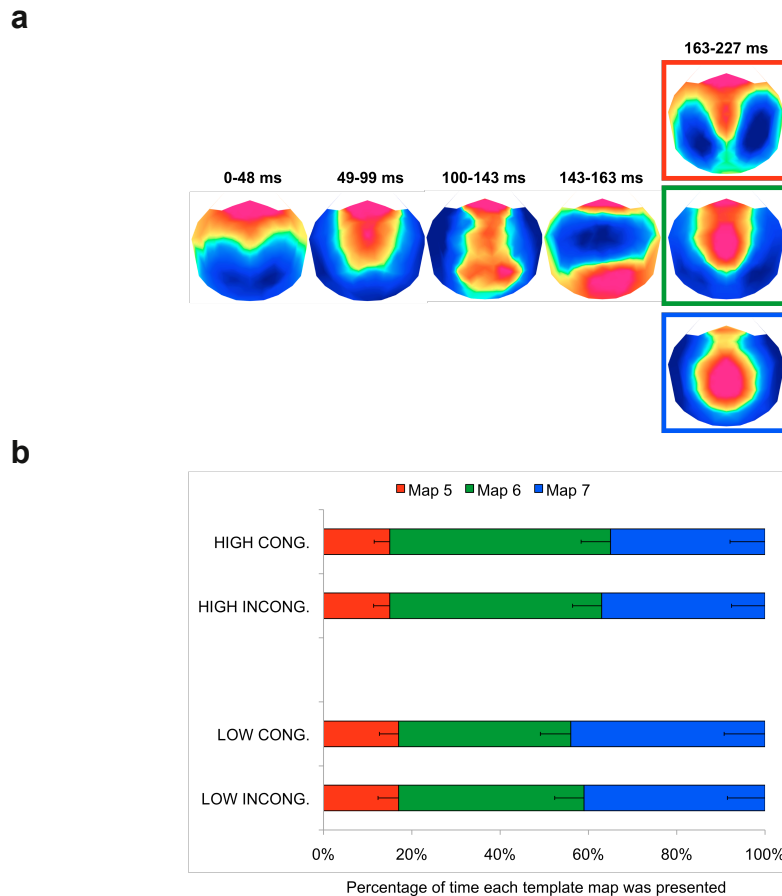 a
163-227 ms
0-48 ms 49-99 ms 100-143 ms 143-163 ms
b
Map 5 Map 6 Map 7
HIGH CONG.
HIGH INCONG.
LOW CONG.
LOW INCONG.
0% 20% 40% 60% 80% 100%
Percentage of time each template map was presented